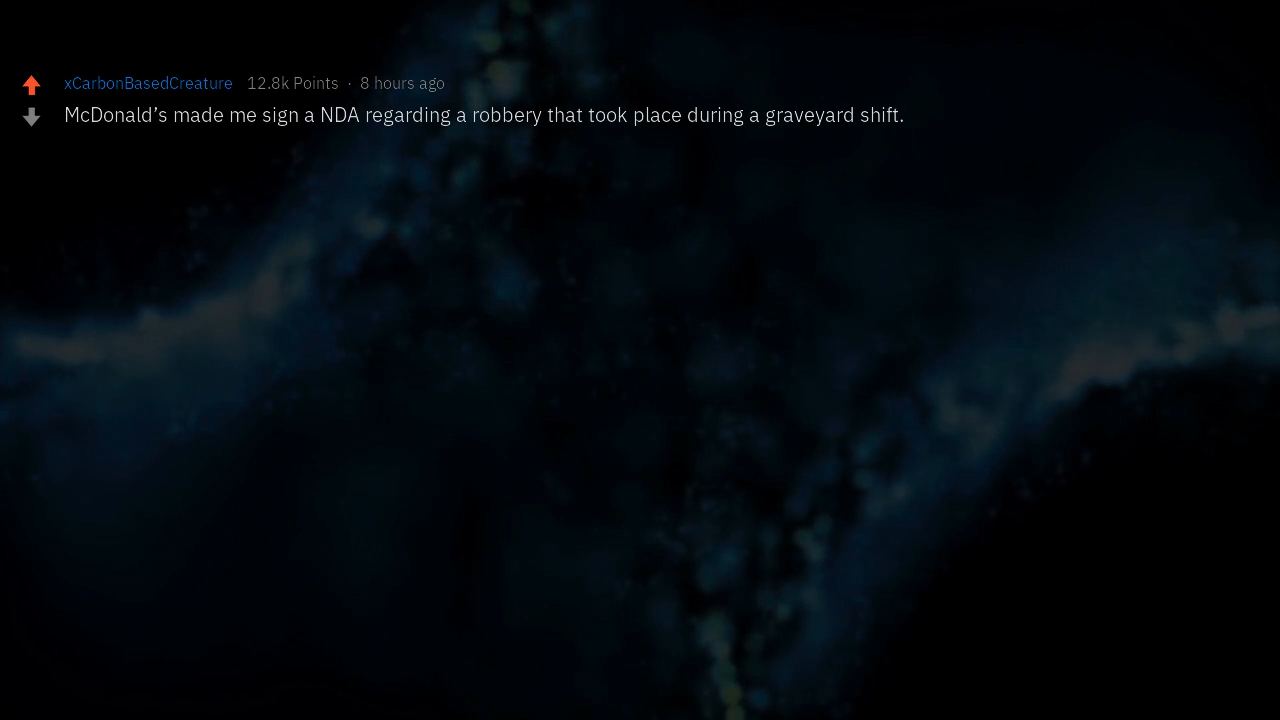 xCarbonBasedCreature 12.8k Points · 8 hours ago
McDonald’s made me sign a NDA regarding a robbery that took place during a graveyard shift.